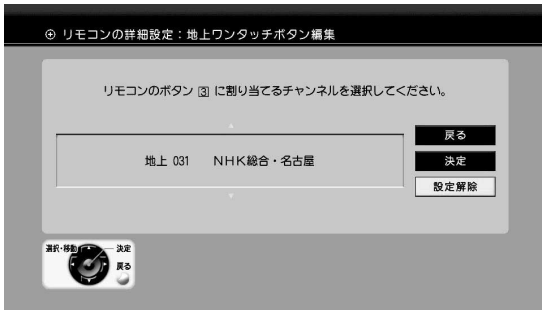 リモコンの詳細設定：地上ワンタッチボタン編集
リモコンのボタン 3 に割り当てるチャンネルを選択してください。
地上 031 ＮＨＫ総合・名古屋
戻る
決定
設定解除
選択・移動
決定
戻る